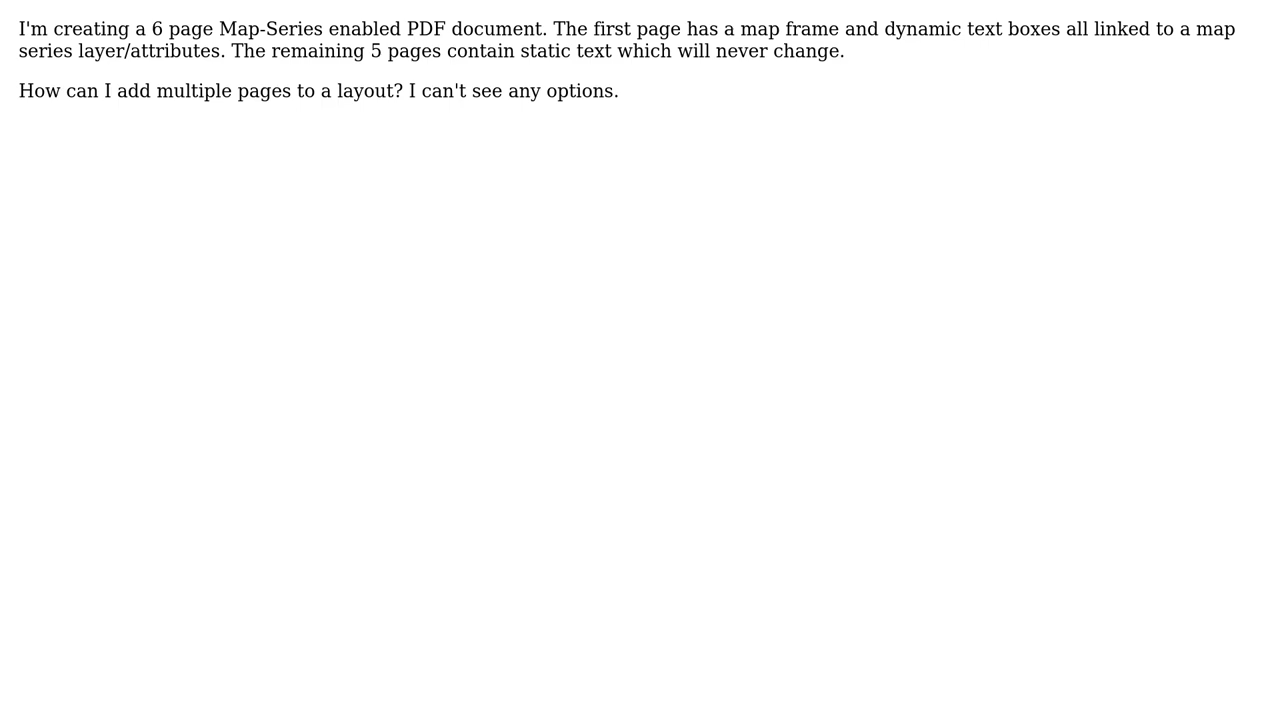 I'm creating a 6 page Map-Series enabled PDF document. The first page has a map frame and dynamic text boxes all linked to a map
series layer/attributes. The remaining 5 pages contain static text which will never change.
How can I add multiple pages to a layout? I can't see any options.